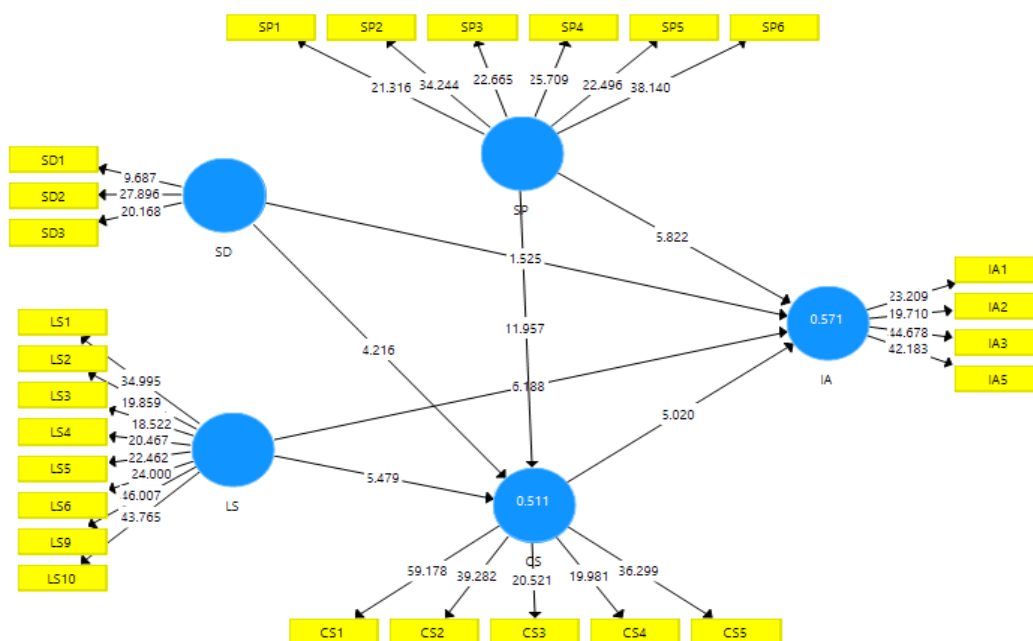 SP1 SP2 SP3 SP4 SP5 SP6
21.316 34.244 22.665 25.709 22.496 38.140
SD1
SD2
SD3
9.687
27.896
20.168
SD
SP
5.822
1.525
11.957
4.216
6.188
5.020
5.479
LS1
LS2
LS3
LS4
LS5
LS6
LS9
LS10
34.995
19.859
18.522
20.467
22.462
24.000
46.007
43.765
LS
0.571
IA
23.209
19.710
44.678
42.183
IA1
IA2
IA3
IA5
0.511
CS
59.178 39.282 20.521 19.981 36.299
CS1 CS2 CS3 CS4 CS5